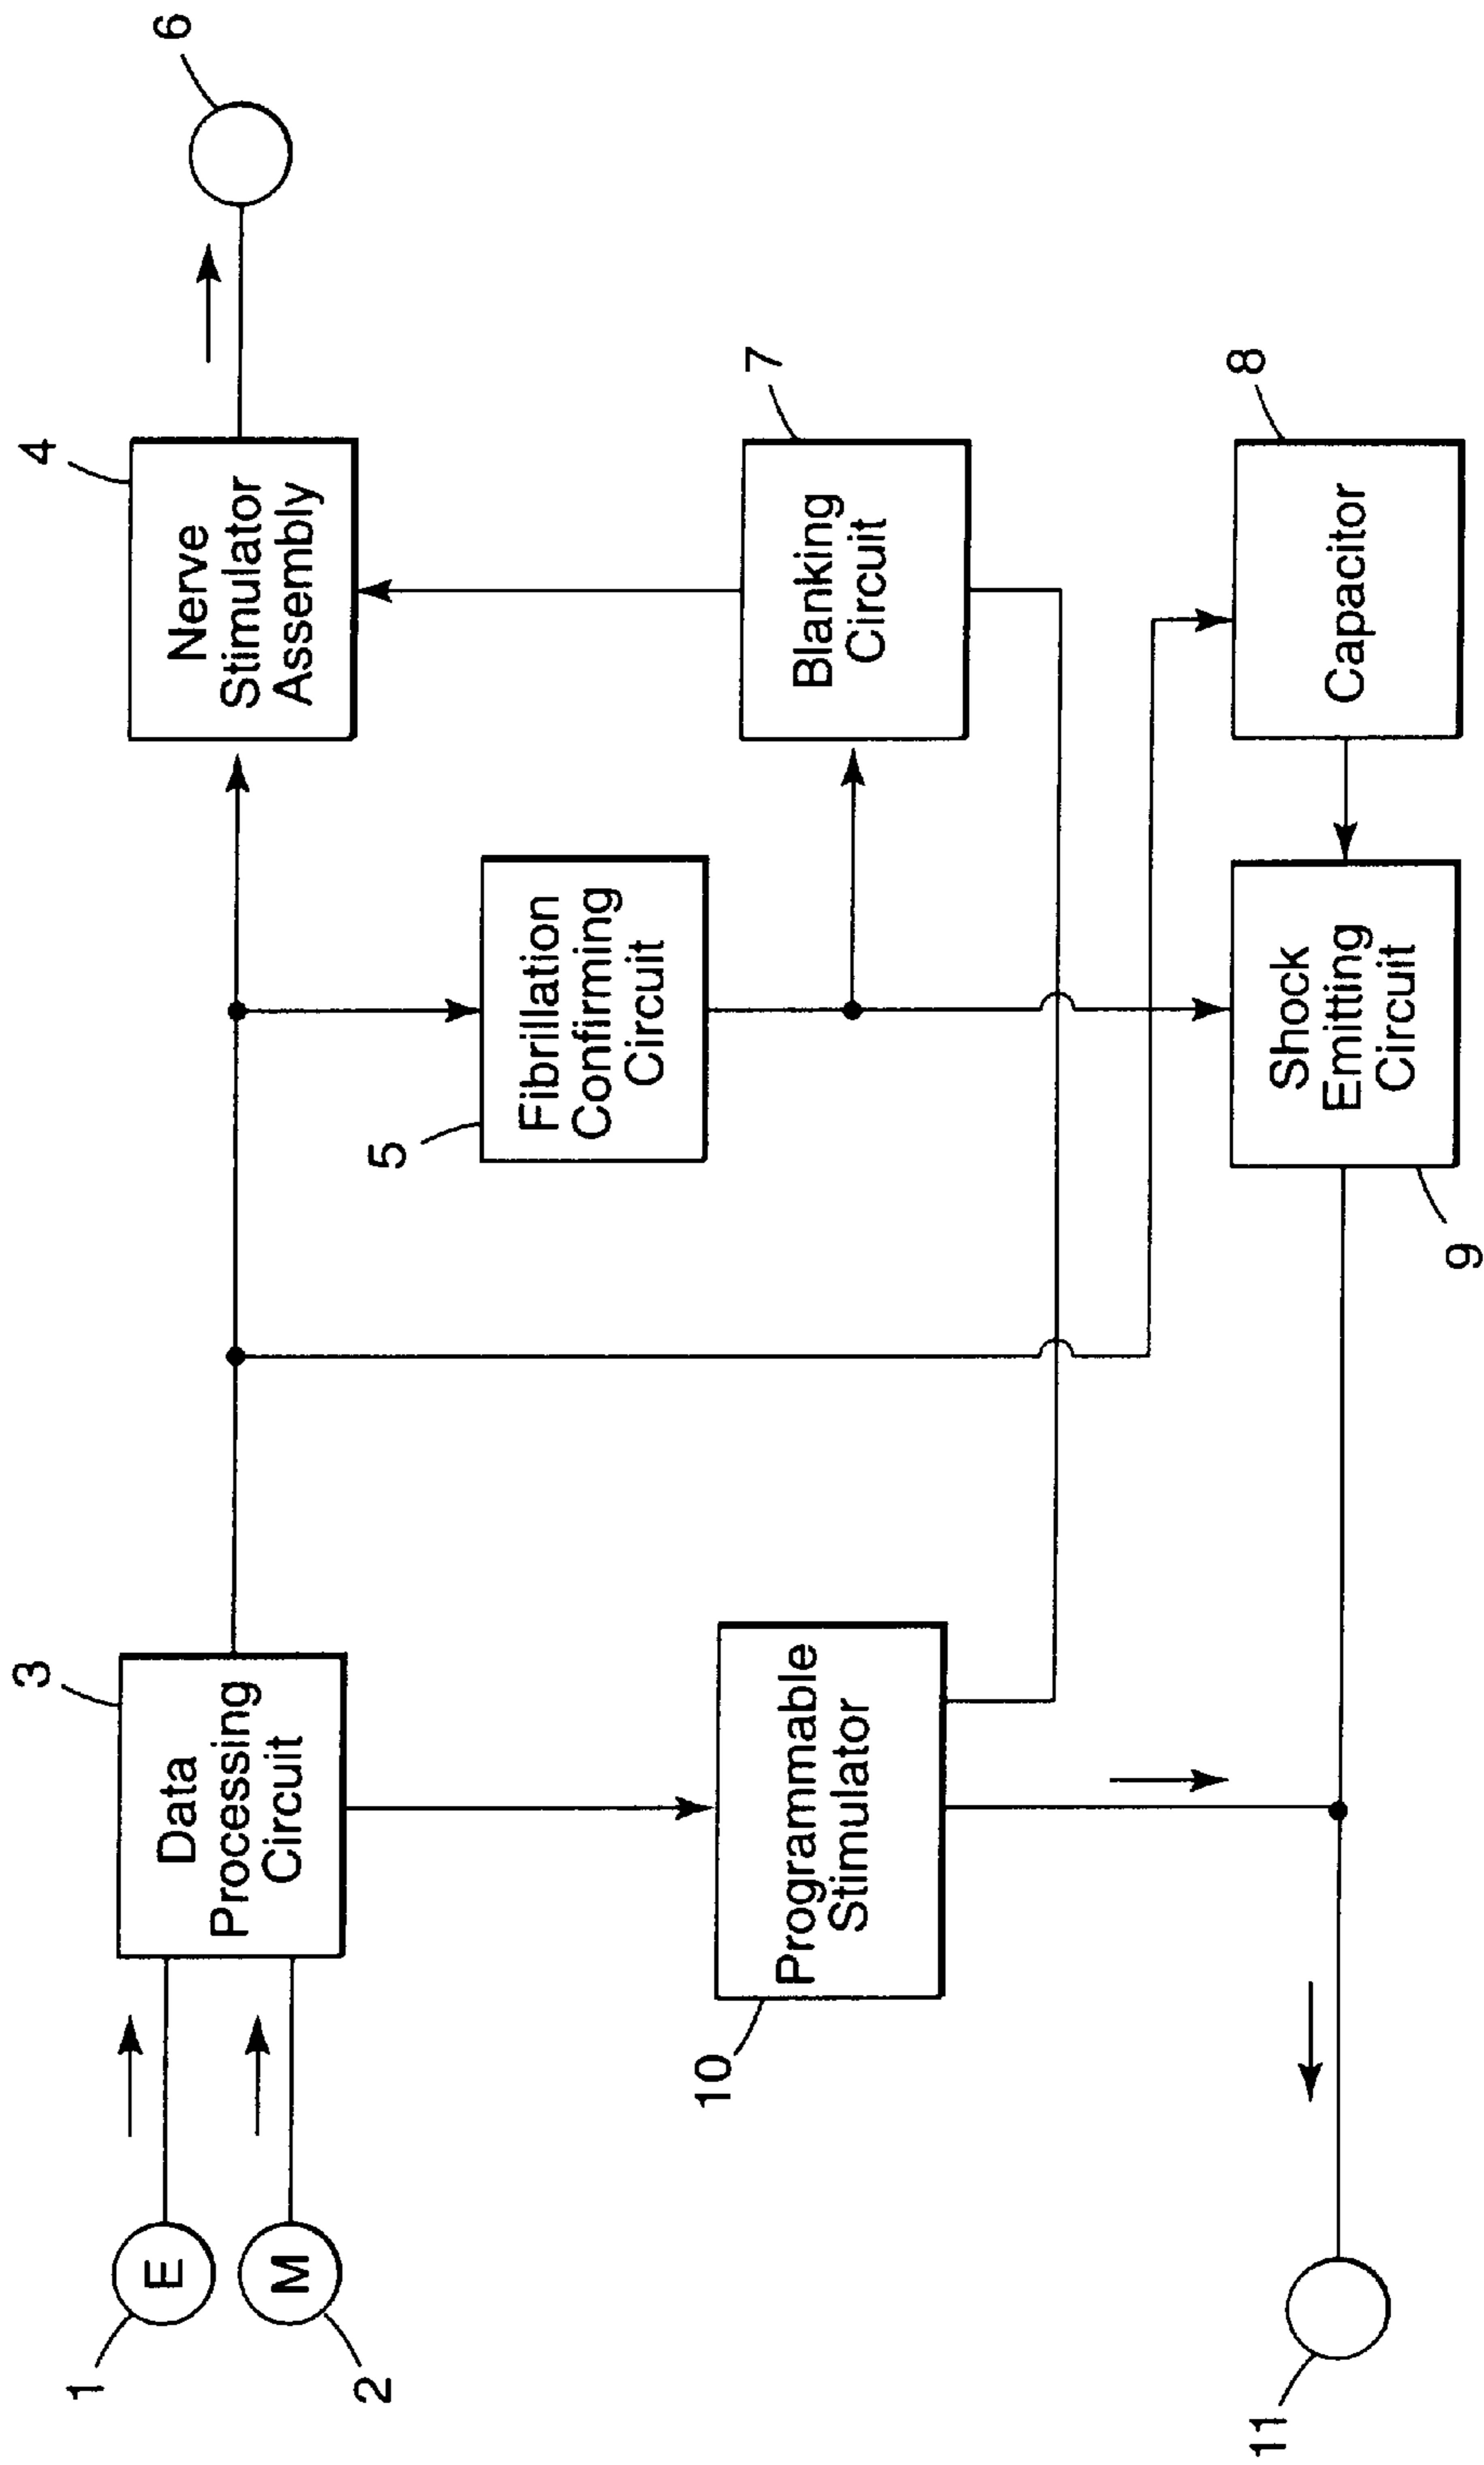 3
Data
Processing
Circuit
4
Nerve
Stimulator
Assembly
6
1
E
2
M
5
Fibrillation
Confirming
Circuit
7
Blanking
Circuit
10
Programmable
Stimulator
8
Capacitor
Shock
Emitting
Circuit
9
11